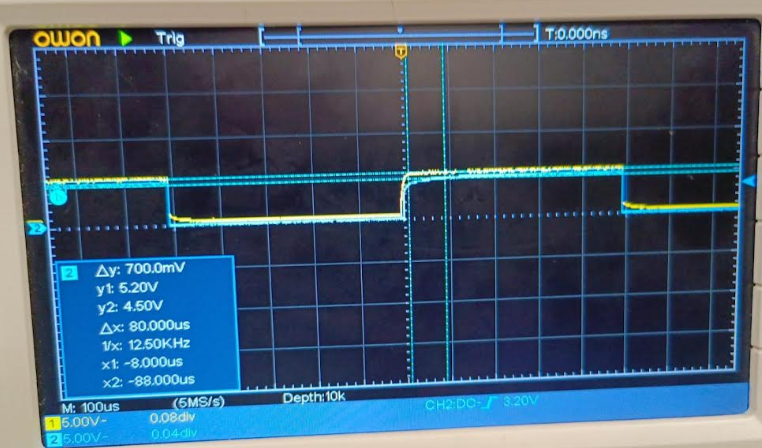 OWON Trig T:0.000ns
T
2
2 Δy: 700.0mV
y1: 5.20V
y2: 4.50V
Δx: 80.000us
1/x: 12.50KHz
x1: -8.000us
x2: -88.000us
M: 100us (5MS/s) Depth:10k
CH2:DC- 3.20V
1 5.00V- 0.08div
2 5.00V- 0.04div